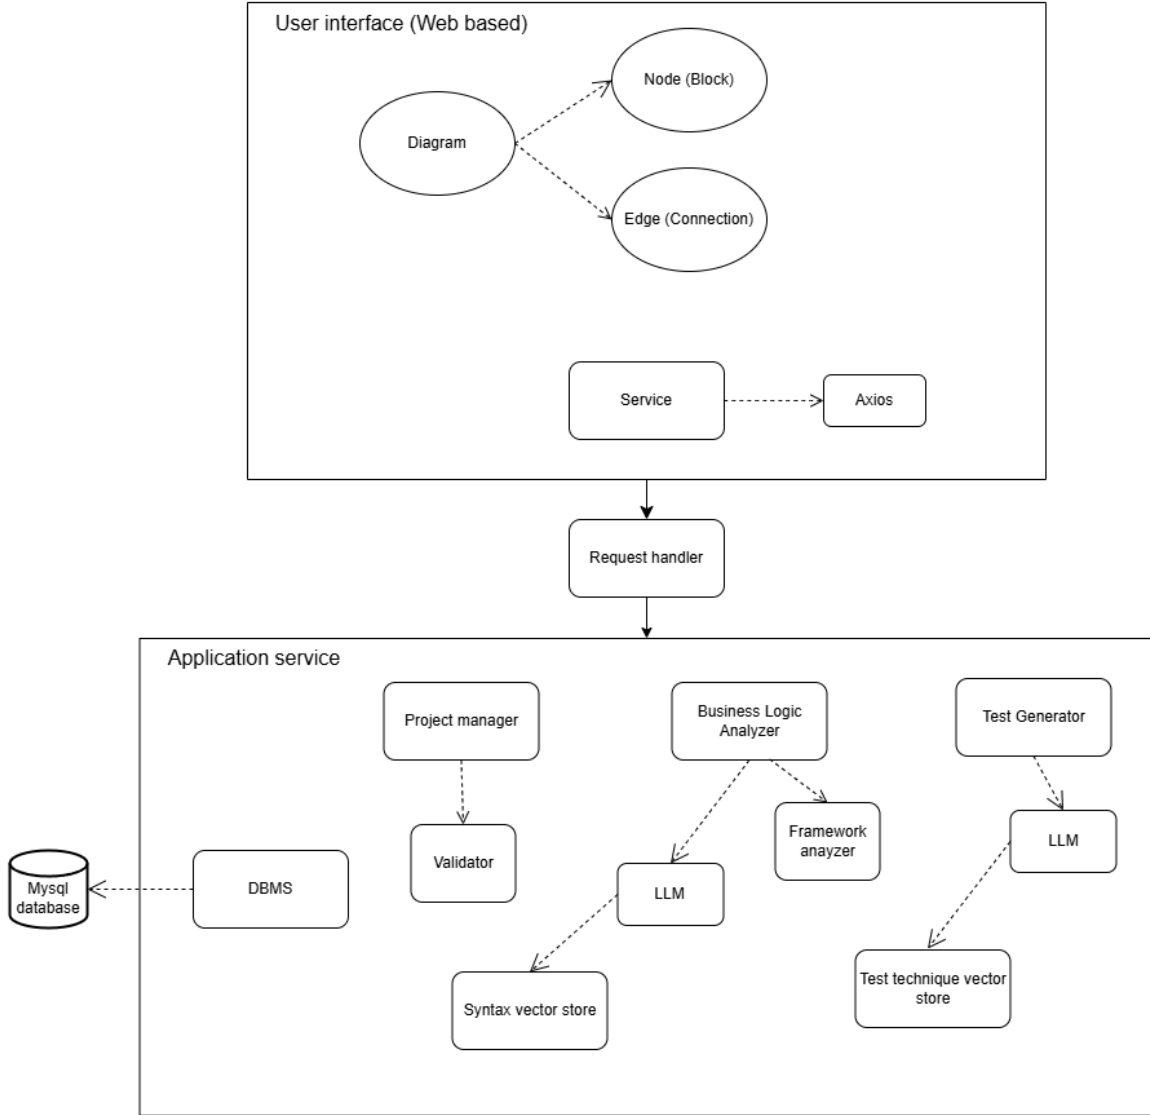 User interface (Web based)
Node (Block)
Diagram
Edge (Connection)
Service
Axios
Request handler
Application service
Project manager
Business Logic
Analyzer
Test Generator
Validator
Framework
anayzer
LLM
Mysql
database
DBMS
LLM
Syntax vector store
Test technique vector
store